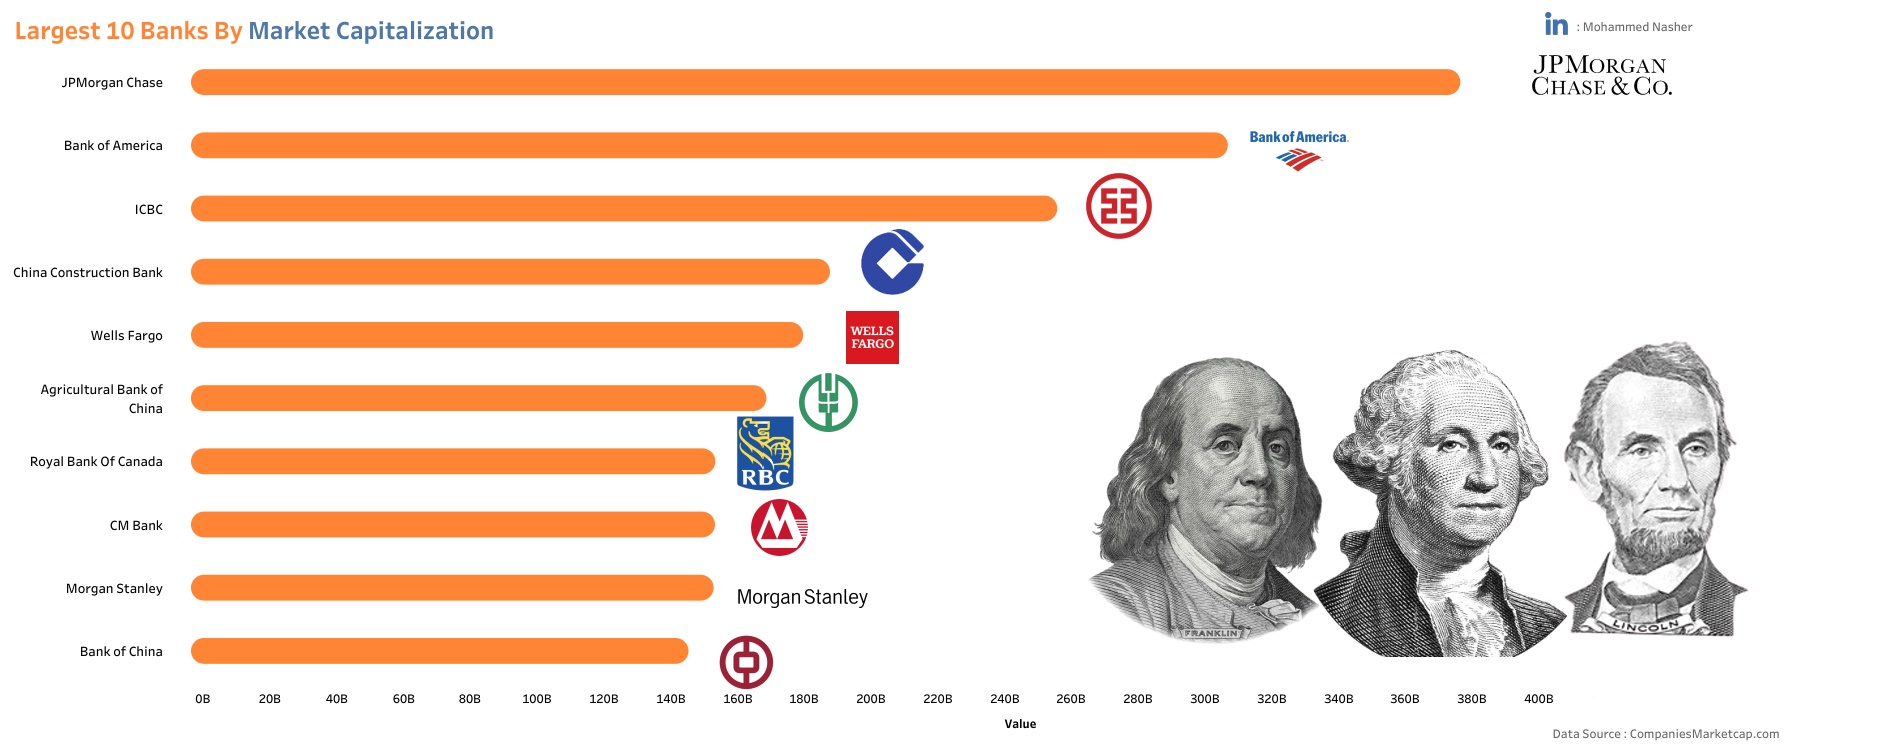 Largest 10 Banks By Market Capitalization
in : Mohammed Nasher
JPMorgan Chase
JPMORGAN
CHASE & CO.
Bank of America
Bank of America
ICBC
China Construction Bank
Wells Fargo
WELLS
FARGO
Agricultural Bank of
China
Royal Bank Of Canada
RBC
CM Bank
Morgan Stanley
Morgan Stanley
Bank of China
FRANKLIN
LINCOLN
0B 20B 40B 60B 80B 100B 120B 140B 160B 180B 200B 220B 240B 260B 280B 300B 320B 340B 360B 380B 400B
Value
Data Source : CompaniesMarketcap.com